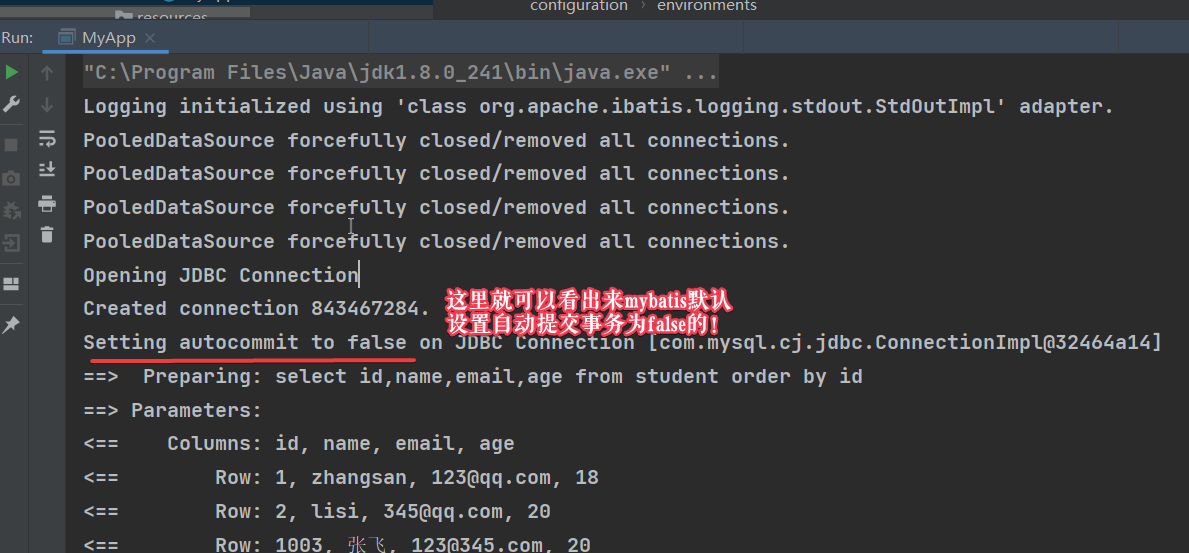 configuration › environments
resources
Run: MyApp ×
"C:\Program Files\Java\jdk1.8.0_241\bin\java.exe" ...
Logging initialized using 'class org.apache.ibatis.logging.stdout.StdOutImpl' adapter.
PooledDataSource forcefully closed/removed all connections.
PooledDataSource forcefully closed/removed all connections.
PooledDataSource forcefully closed/removed all connections.
PooledDataSource forcefully closed/removed all connections.
Opening JDBC Connection
Created connection 843467284.
这里就可以看出来mybatis默认
设置自动提交事务为false的!
Setting autocommit to false on JDBC Connection [com.mysql.cj.jdbc.ConnectionImpl@32464a14]
==>  Preparing: select id,name,email,age from student order by id
==> Parameters:
<==    Columns: id, name, email, age
<==        Row: 1, zhangsan, 123@qq.com, 18
<==        Row: 2, lisi, 345@qq.com, 20
<==        Row: 1003, 张飞, 123@345.com, 20